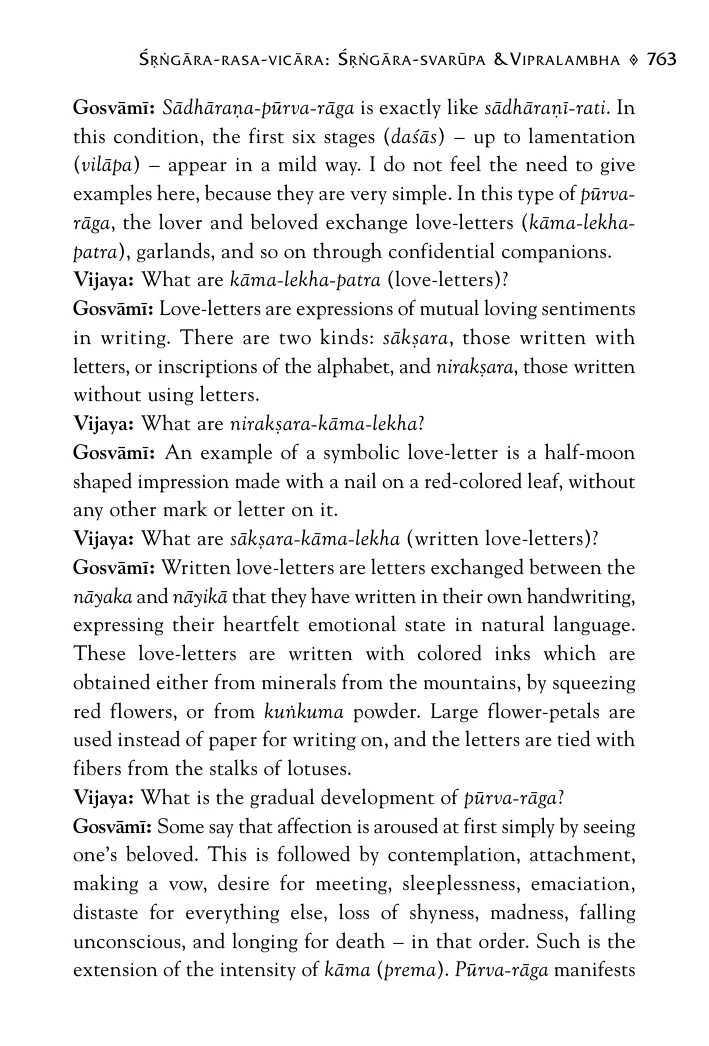 ŚṚṄGĀRA-RASA-VICĀRA: ŚṚṄGĀRA-SVARŪPA & VIPRALAMBHA ◈ 763
Gosvāmī: Sādhāraṇa-pūrva-rāga is exactly like sādhāraṇī-rati. In
this condition, the first six stages (daśās) – up to lamentation
(vilāpa) – appear in a mild way. I do not feel the need to give
examples here, because they are very simple. In this type of pūrva-
rāga, the lover and beloved exchange love-letters (kāma-lekha-
patra), garlands, and so on through confidential companions.
Vijaya: What are kāma-lekha-patra (love-letters)?
Gosvāmī: Love-letters are expressions of mutual loving sentiments
in writing. There are two kinds: sākṣara, those written with
letters, or inscriptions of the alphabet, and nirakṣara, those written
without using letters.
Vijaya: What are nirakṣara-kāma-lekha?
Gosvāmī: An example of a symbolic love-letter is a half-moon
shaped impression made with a nail on a red-colored leaf, without
any other mark or letter on it.
Vijaya: What are sākṣara-kāma-lekha (written love-letters)?
Gosvāmī: Written love-letters are letters exchanged between the
nāyaka and nāyikā that they have written in their own handwriting,
expressing their heartfelt emotional state in natural language.
These love-letters are written with colored inks which are
obtained either from minerals from the mountains, by squeezing
red flowers, or from kuṅkuma powder. Large flower-petals are
used instead of paper for writing on, and the letters are tied with
fibers from the stalks of lotuses.
Vijaya: What is the gradual development of pūrva-rāga?
Gosvāmī: Some say that affection is aroused at first simply by seeing
one's beloved. This is followed by contemplation, attachment,
making a vow, desire for meeting, sleeplessness, emaciation,
distaste for everything else, loss of shyness, madness, falling
unconscious, and longing for death – in that order. Such is the
extension of the intensity of kāma (prema). Pūrva-rāga manifests